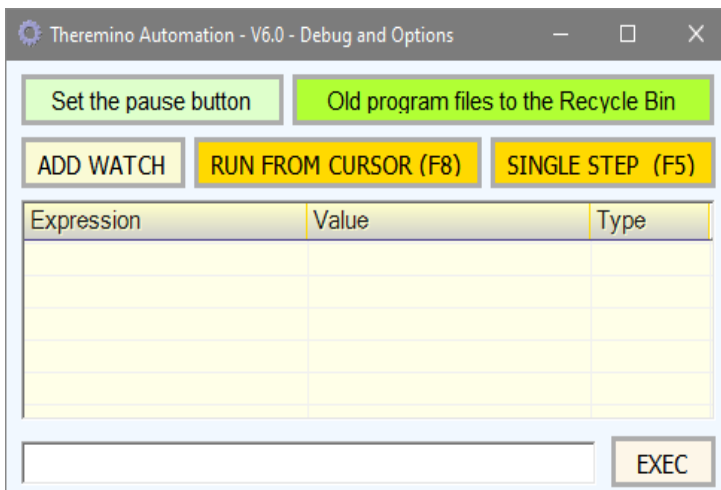 Theremino Automation - V6.0 - Debug and Options
Set the pause button Old program files to the Recycle Bin
ADD WATCH RUN FROM CURSOR (F8) SINGLE STEP (F5)
Expression Value Type
EXEC